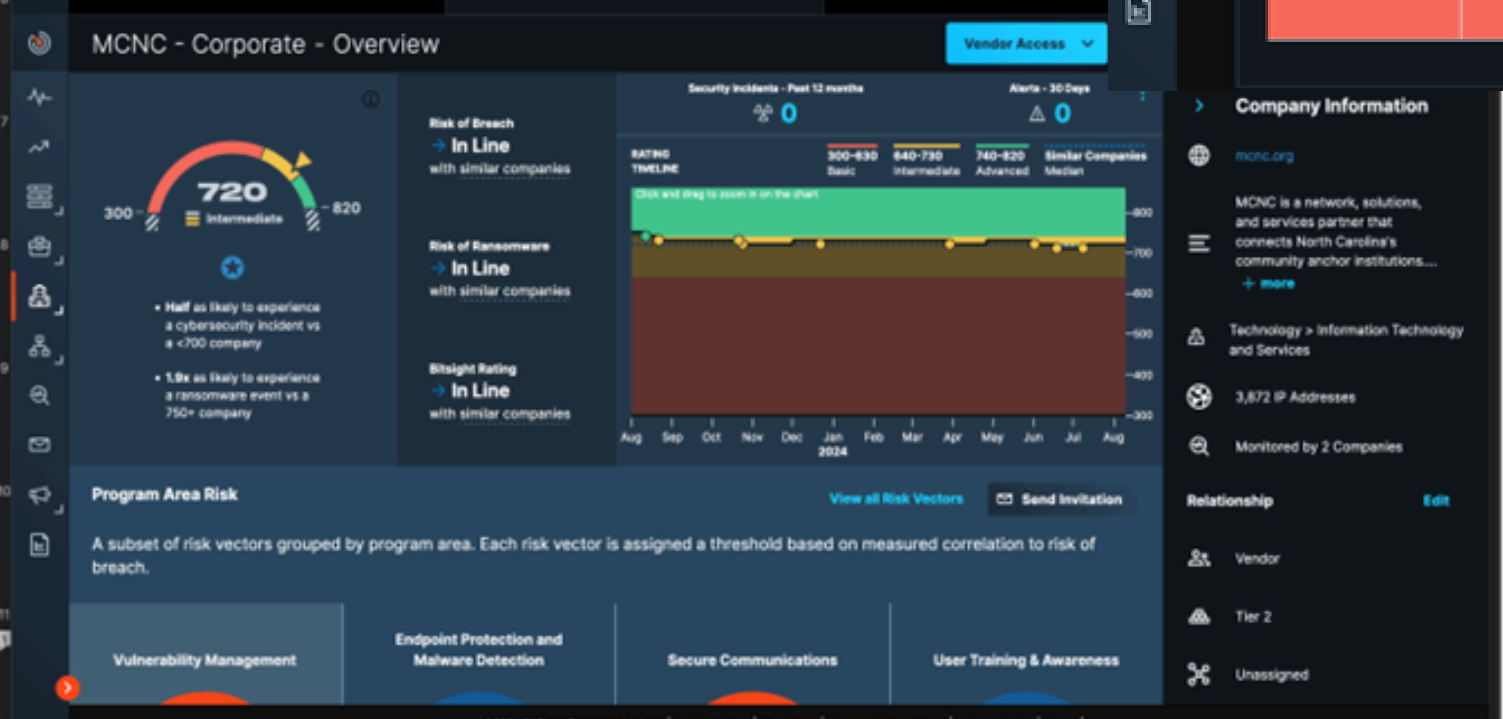 MCNC - Corporate - Overview
Vendor Access
720
Intermediate
300
820
• Half as likely to experience
a cybersecurity incident vs
a <700 company
• 1.9x as likely to experience
a ransomware event vs a
750+ company
Risk of Breach
→ In Line
with similar companies
Risk of Ransomware
→ In Line
with similar companies
Bitsight Rating
→ In Line
with similar companies
Security Incidents - Past 12 months
0
Alerts - 30 Days
0
RATING
TIMELINE
300-630
Basic
640-730
Intermediate
740-820
Advanced
Similar Companies
Median
Click and drag to zoom in on the chart
800
700
600
500
400
300
Aug Sep Oct Nov Dec Jan Feb Mar Apr May Jun Jul Aug
2024
Program Area Risk
View all Risk Vectors
Send Invitation
A subset of risk vectors grouped by program area. Each risk vector is assigned a threshold based on measured correlation to risk of
breach.
Vulnerability Management
Endpoint Protection and
Malware Detection
Secure Communications
User Training & Awareness
Company Information
mcnc.org
MCNC is a network, solutions,
and services partner that
connects North Carolina's
community anchor institutions....
+ more
Technology > Information Technology
and Services
3,872 IP Addresses
Monitored by 2 Companies
Relationship
Edit
Vendor
Tier 2
Unassigned
7
8
9
10
11